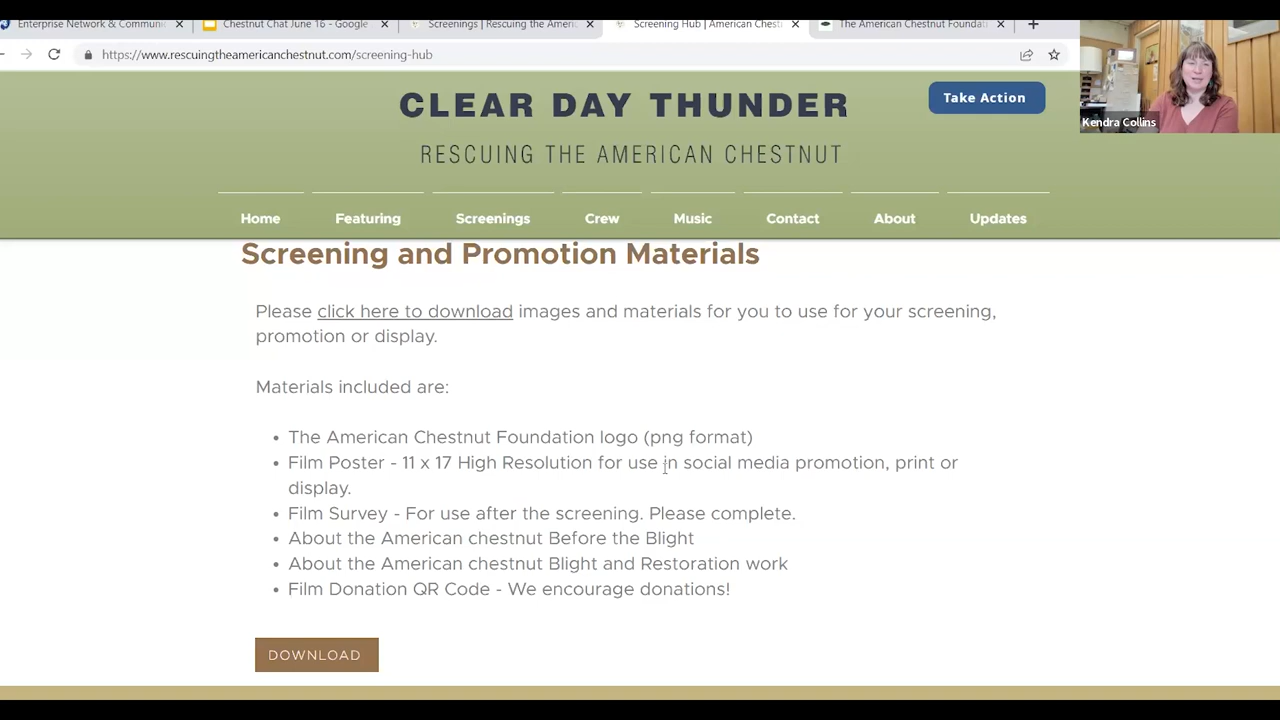 Enterprise Network & Communi
Chestnut Chat June 16 - Google
Screenings | Rescuing the Ameri
Screening Hub | American Chest
The American Chestnut Foundat
https://www.rescuingtheamericanchestnut.com/screening-hub
CLEAR DAY THUNDER
Take Action
Kendra Collins
RESCUING THE AMERICAN CHESTNUT
Home Featuring Screenings Crew Music Contact About Updates
Screening and Promotion Materials
Please click here to download images and materials for you to use for your screening,
promotion or display.
Materials included are:
• The American Chestnut Foundation logo (png format)
• Film Poster - 11 x 17 High Resolution for use in social media promotion, print or
display.
• Film Survey - For use after the screening. Please complete.
• About the American chestnut Before the Blight
• About the American chestnut Blight and Restoration work
• Film Donation QR Code - We encourage donations!
DOWNLOAD